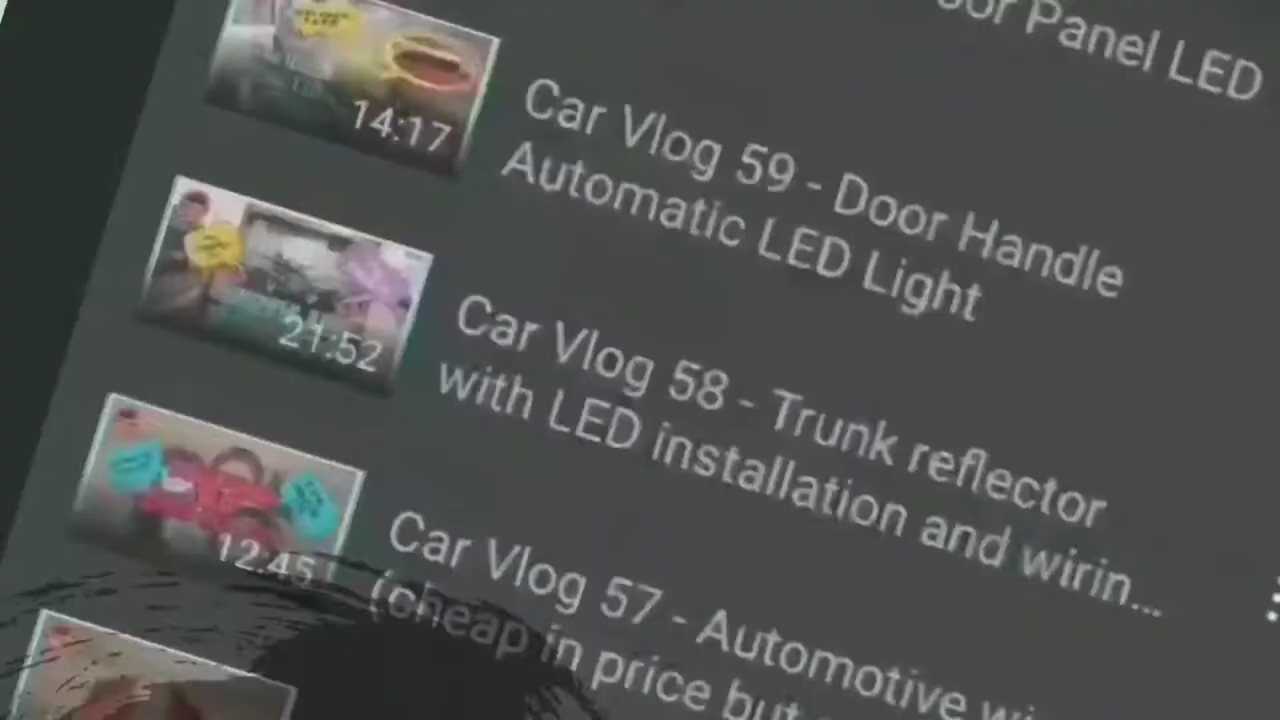 Panel LED
14:17
Car Vlog 59 - Door Handle
Automatic LED Light
21:52
Car Vlog 58 - Trunk reflector
with LED installation and wirin...
12:45
Car Vlog 57 - Automotive
(cheap in price but